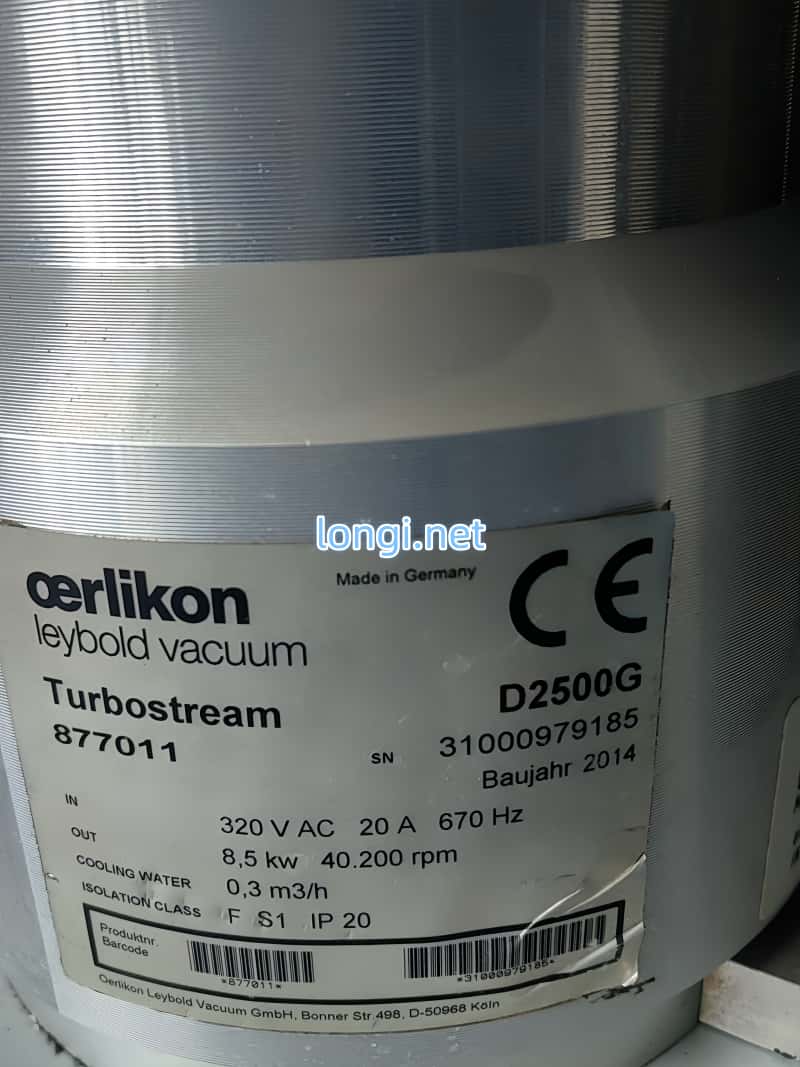 longi.net
œrlikon
leybold vacuum
Made in Germany
CE
Turbostream
D2500G
877011
SN 31000979185
Baujahr 2014
IN 320 V AC 20 A 670 Hz
OUT 8,5 kw 40.200 rpm
COOLING WATER 0,3 m3/h
ISOLATION CLASS F S1 IP 20
Produktnr.
Barcode
*877011*
*31000979185*
Oerlikon Leybold Vacuum GmbH, Bonner Str.498, D-50968 Köln